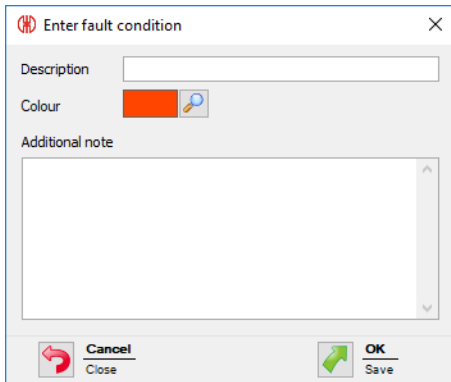 Enter fault condition
Description
Colour
Additional note
Cancel
Close
OK
Save